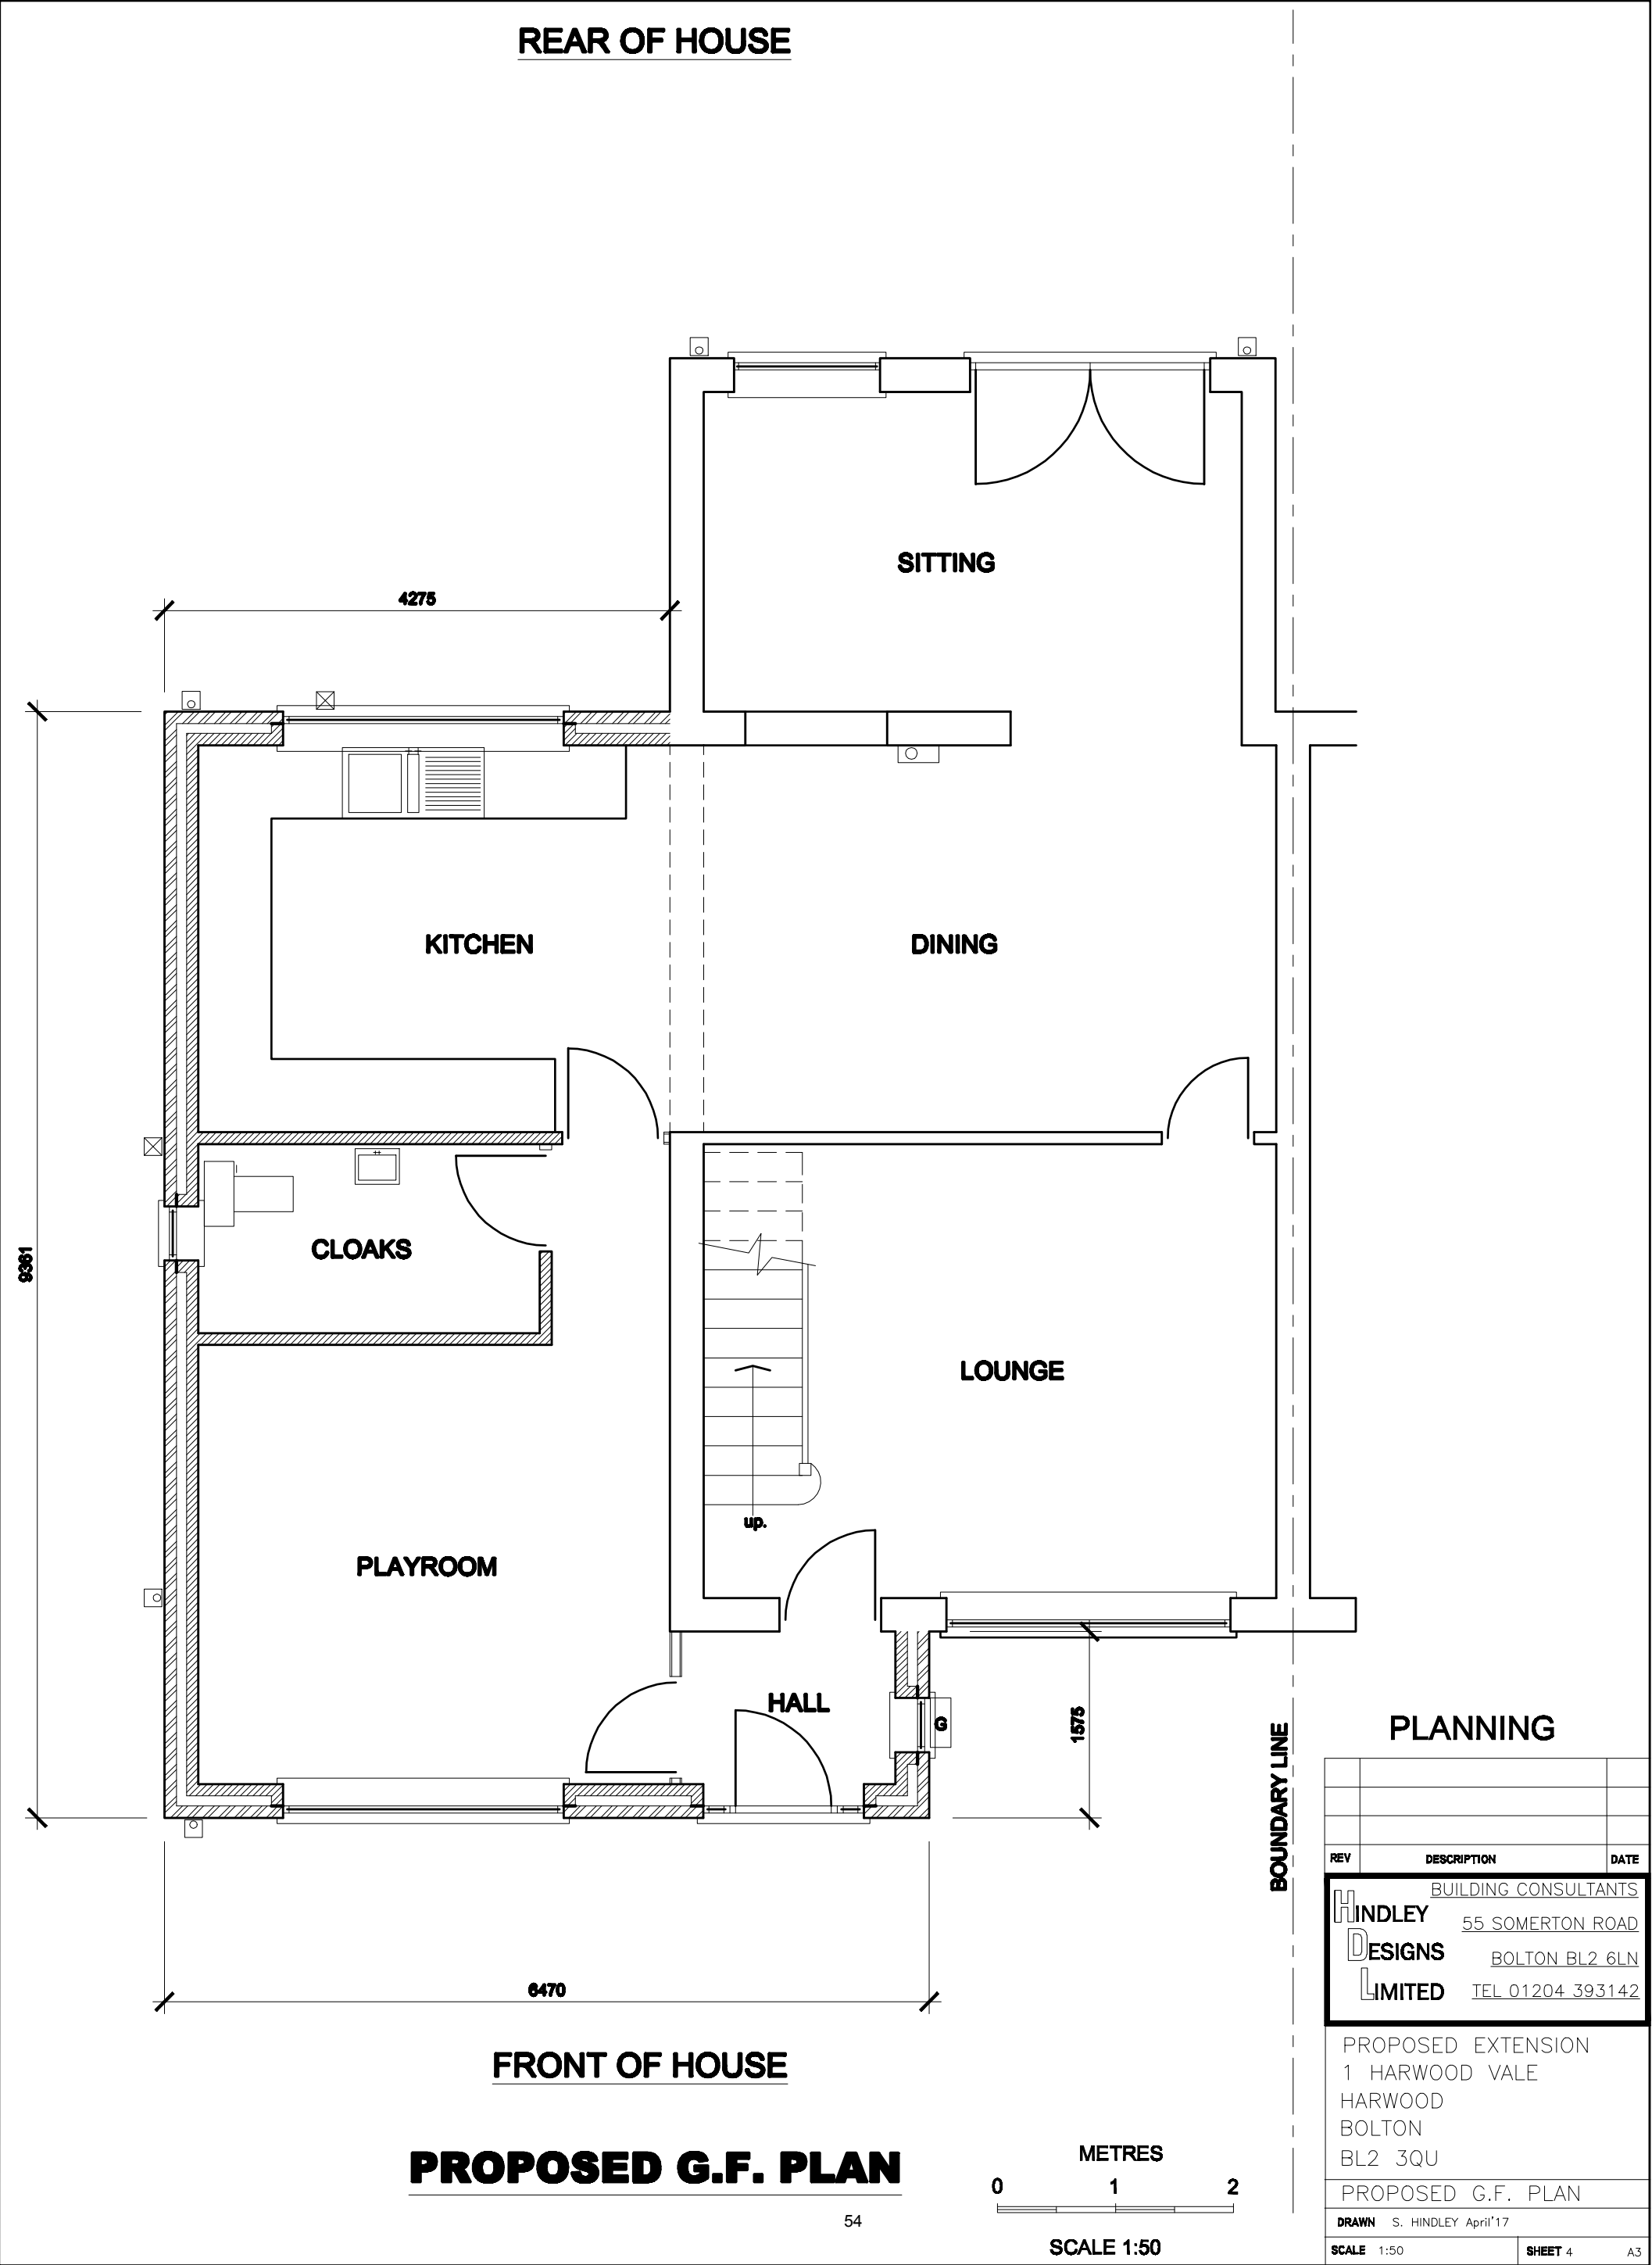 REAR OF HOUSE
SITTING
4275
KITCHEN
DINING
CLOAKS
9361
LOUNGE
up.
PLAYROOM
HALL
G
1575
BOUNDARY LINE
PLANNING
REV DESCRIPTION DATE
BUILDING CONSULTANTS
HINDLEY
55 SOMERTON ROAD
DESIGNS
BOLTON BL2 6LN
LIMITED
TEL 01204 393142
6470
FRONT OF HOUSE
PROPOSED EXTENSION
1 HARWOOD VALE
HARWOOD
BOLTON
BL2 3QU
PROPOSED G.F. PLAN
METRES
0 1 2
54
SCALE 1:50
PROPOSED G.F. PLAN
DRAWN S. HINDLEY April'17
SCALE 1:50 SHEET 4 A3